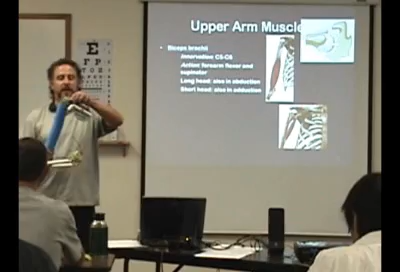 Upper Arm Muscle
• Biceps brachii
Innervation: C5-C6
Action: forearm flexor and
supinator
Long head: also in abduction
Short head: also in adduction
E
F P